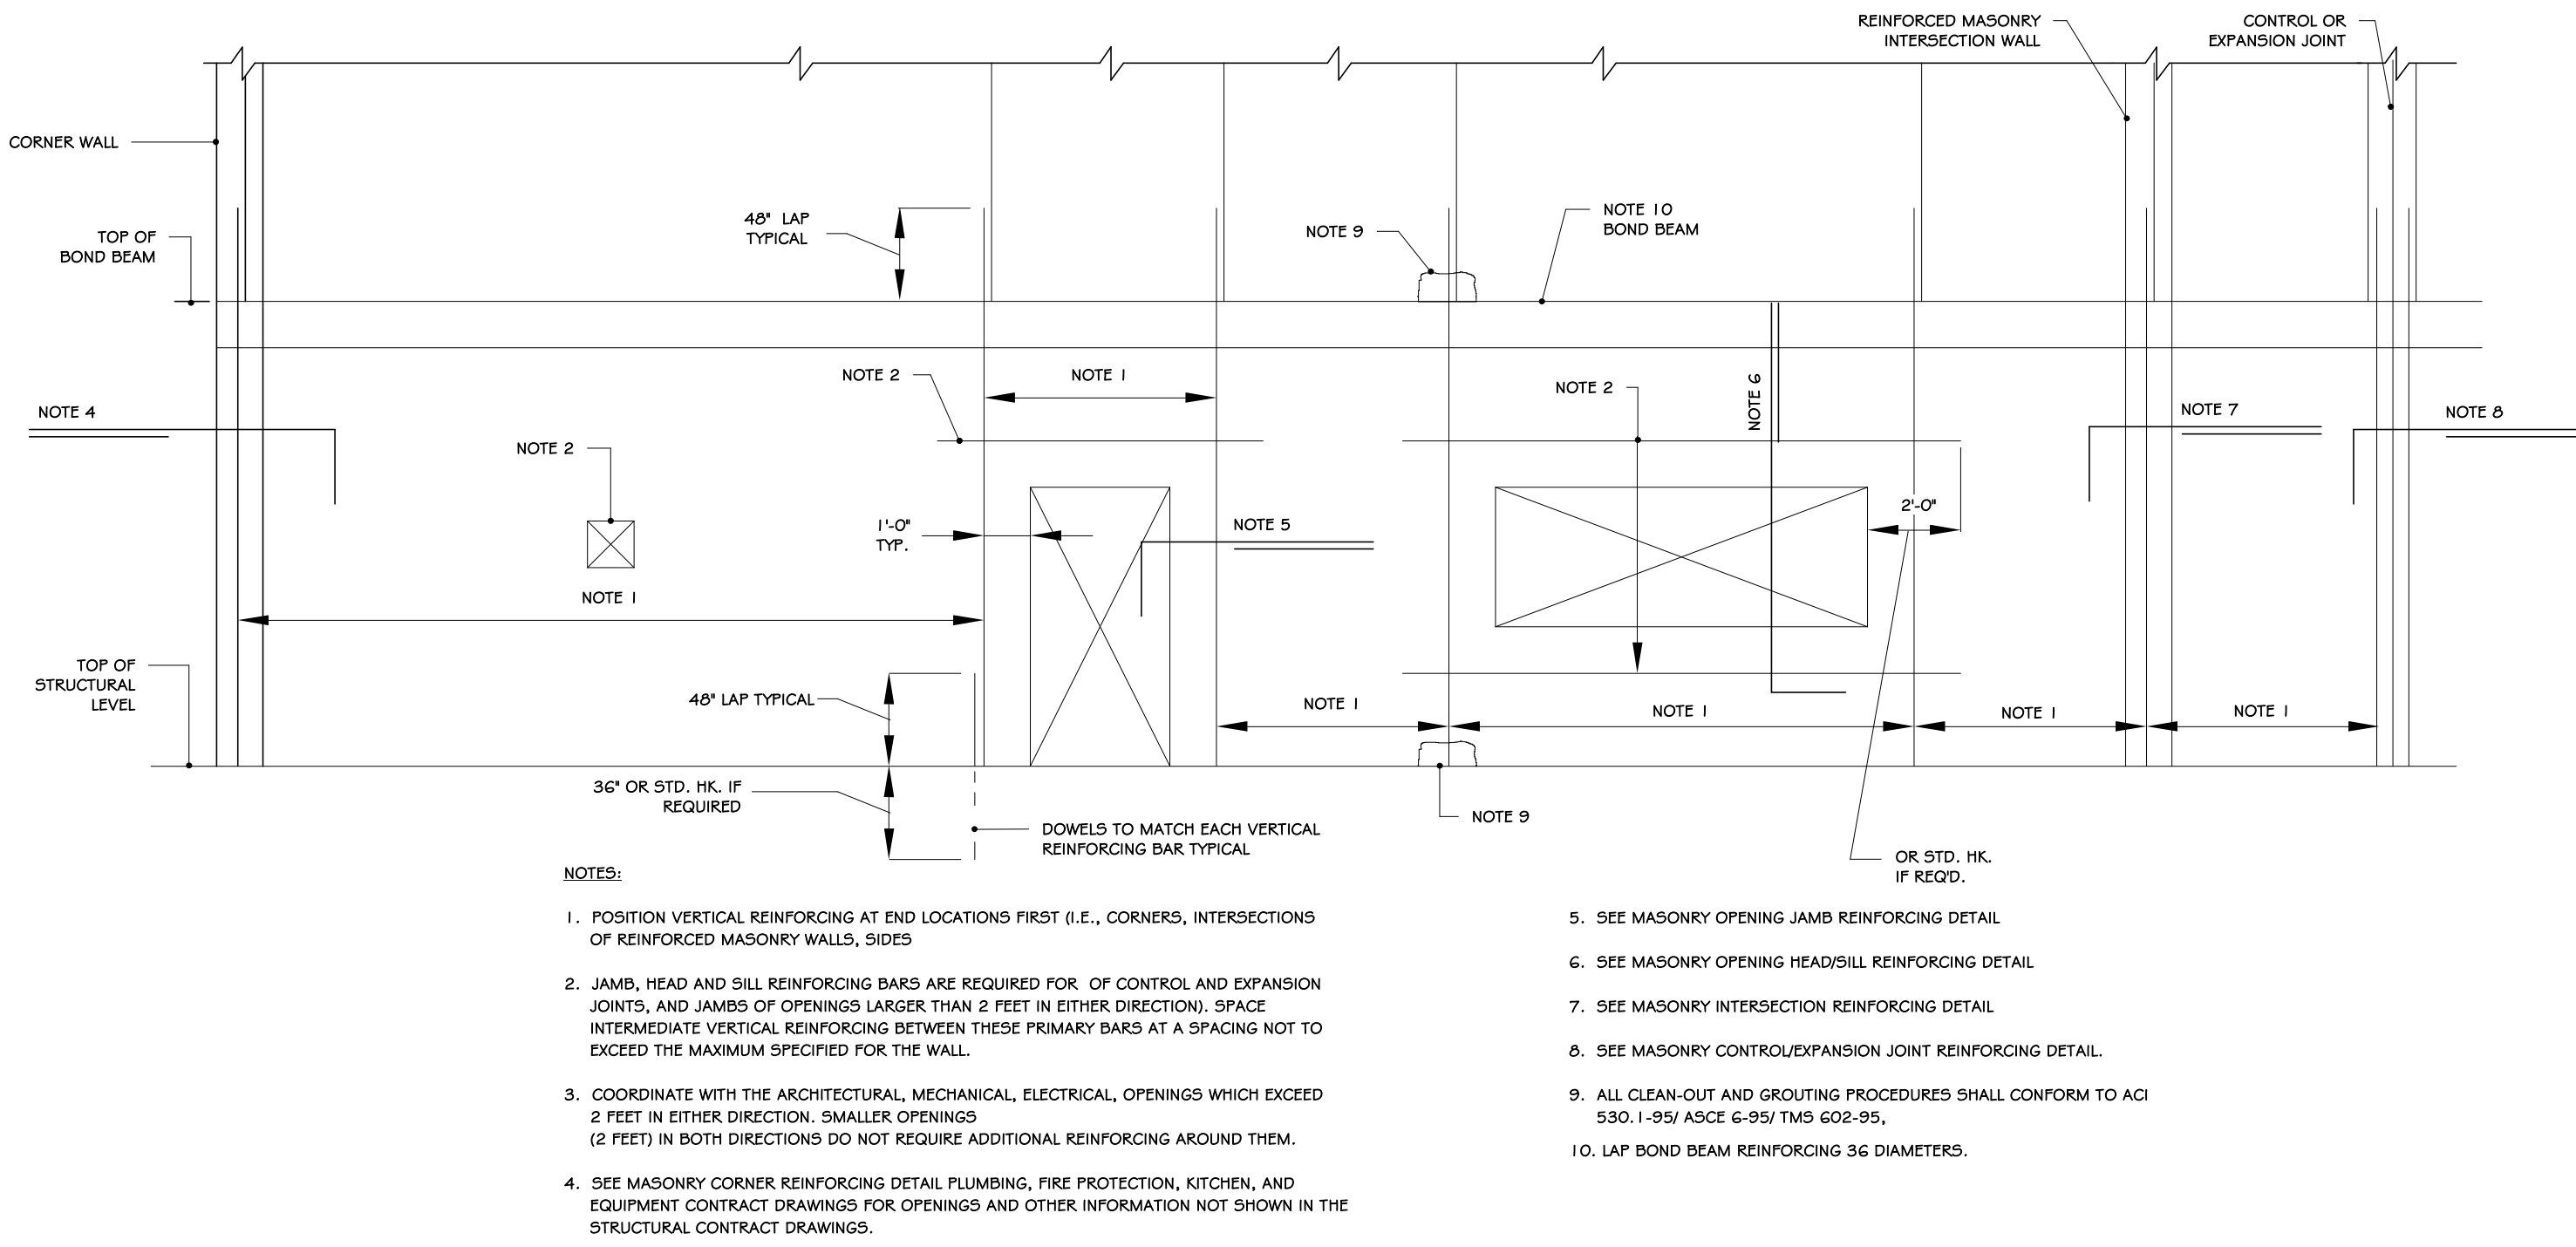 REINFORCED MASONRY
INTERSECTION WALL
CONTROL OR
EXPANSION JOINT
CORNER WALL
TOP OF
BOND BEAM
48" LAP
TYPICAL
NOTE 9
NOTE 10
BOND BEAM
NOTE 4
NOTE 2
NOTE 2
NOTE 1
NOTE 2
NOTE 6
NOTE 7
NOTE 8
1'-0"
TYP.
NOTE 5
2'-0"
NOTE 1
TOP OF
STRUCTURAL
LEVEL
48" LAP TYPICAL
NOTE 1
NOTE 1
NOTE 1
NOTE 1
36" OR STD. HK. IF
REQUIRED
DOWELS TO MATCH EACH VERTICAL
REINFORCING BAR TYPICAL
NOTE 9
OR STD. HK.
IF REQ'D.
NOTES:
1. POSITION VERTICAL REINFORCING AT END LOCATIONS FIRST (I.E., CORNERS, INTERSECTIONS
OF REINFORCED MASONRY WALLS, SIDES
2. JAMB, HEAD AND SILL REINFORCING BARS ARE REQUIRED FOR OF CONTROL AND EXPANSION
JOINTS, AND JAMBS OF OPENINGS LARGER THAN 2 FEET IN EITHER DIRECTION). SPACE
INTERMEDIATE VERTICAL REINFORCING BETWEEN THESE PRIMARY BARS AT A SPACING NOT TO
EXCEED THE MAXIMUM SPECIFIED FOR THE WALL.
3. COORDINATE WITH THE ARCHITECTURAL, MECHANICAL, ELECTRICAL, OPENINGS WHICH EXCEED
2 FEET IN EITHER DIRECTION. SMALLER OPENINGS
(2 FEET) IN BOTH DIRECTIONS DO NOT REQUIRE ADDITIONAL REINFORCING AROUND THEM.
4. SEE MASONRY CORNER REINFORCING DETAIL PLUMBING, FIRE PROTECTION, KITCHEN, AND
EQUIPMENT CONTRACT DRAWINGS FOR OPENINGS AND OTHER INFORMATION NOT SHOWN IN THE
STRUCTURAL CONTRACT DRAWINGS.
5. SEE MASONRY OPENING JAMB REINFORCING DETAIL
6. SEE MASONRY OPENING HEAD/SILL REINFORCING DETAIL
7. SEE MASONRY INTERSECTION REINFORCING DETAIL
8. SEE MASONRY CONTROL/EXPANSION JOINT REINFORCING DETAIL.
9. ALL CLEAN-OUT AND GROUTING PROCEDURES SHALL CONFORM TO ACI
530.1-95/ ASCE 6-95/ TMS 602-95,
10. LAP BOND BEAM REINFORCING 36 DIAMETERS.